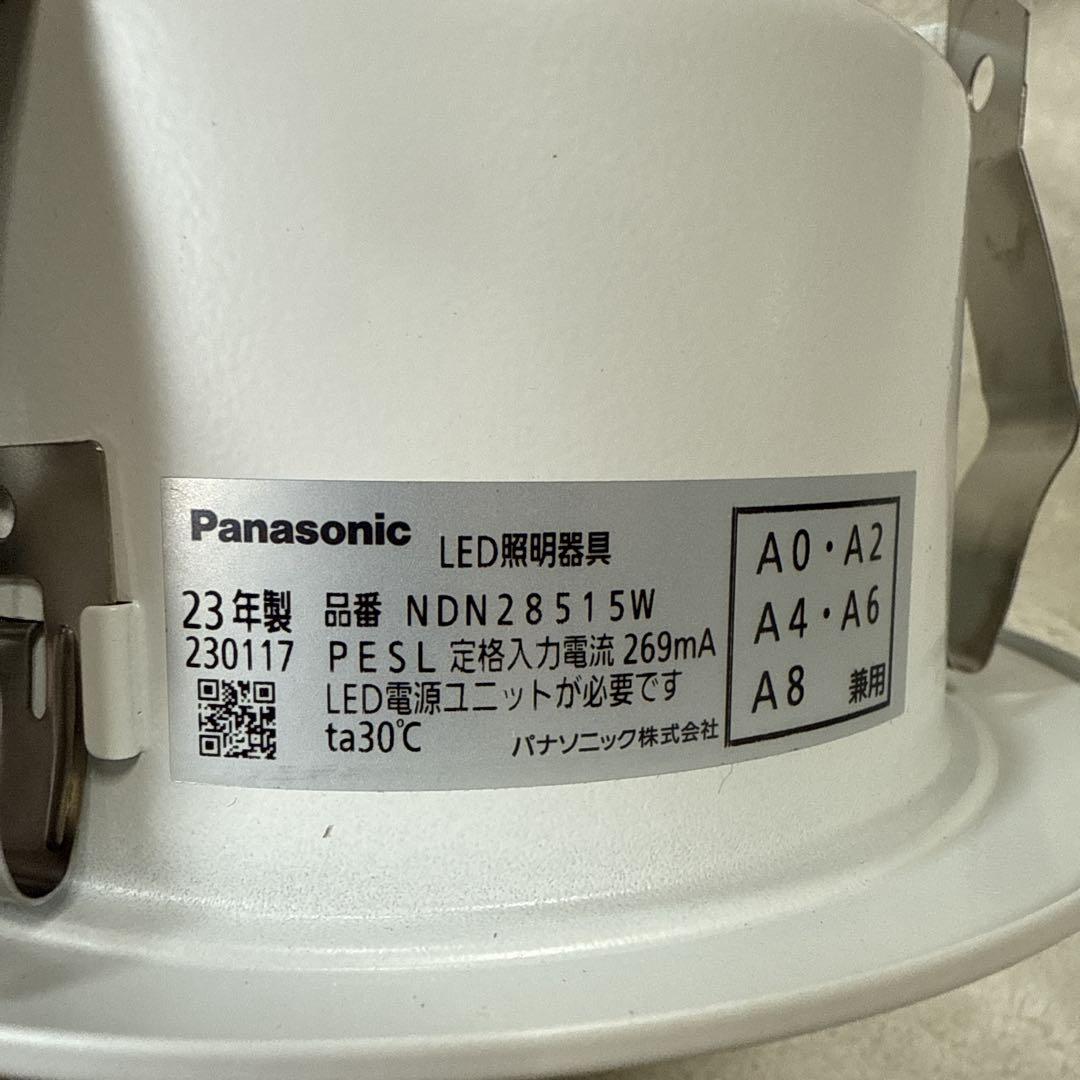 Panasonic LED照明器具
23年製 品番 NDN28515W
230117 PESL 定格入力電流 269mA
LED電源ユニットが必要です
ta30℃ パナソニック株式会社
A0・A2
A4・A6
A8 兼用